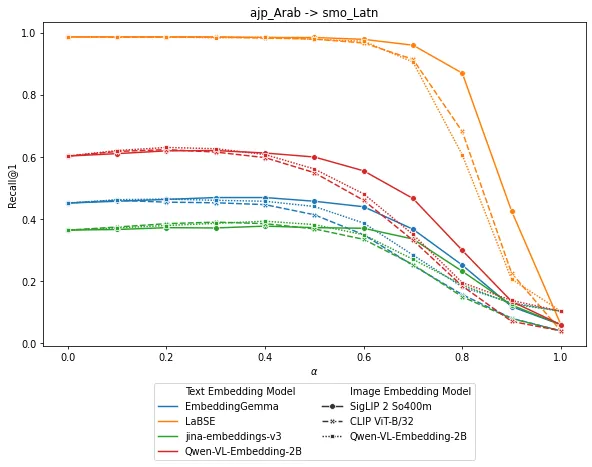 ajp_Arab -> smo_Latn
Recall@1
1.0
0.8
0.6
0.4
0.2
0.0
0.0 0.2 0.4 0.6 0.8 1.0
α
Text Embedding Model Image Embedding Model
EmbeddingGemma SigLIP 2 So400m
LaBSE CLIP ViT-B/32
jina-embeddings-v3 Qwen-VL-Embedding-2B
Qwen-VL-Embedding-2B